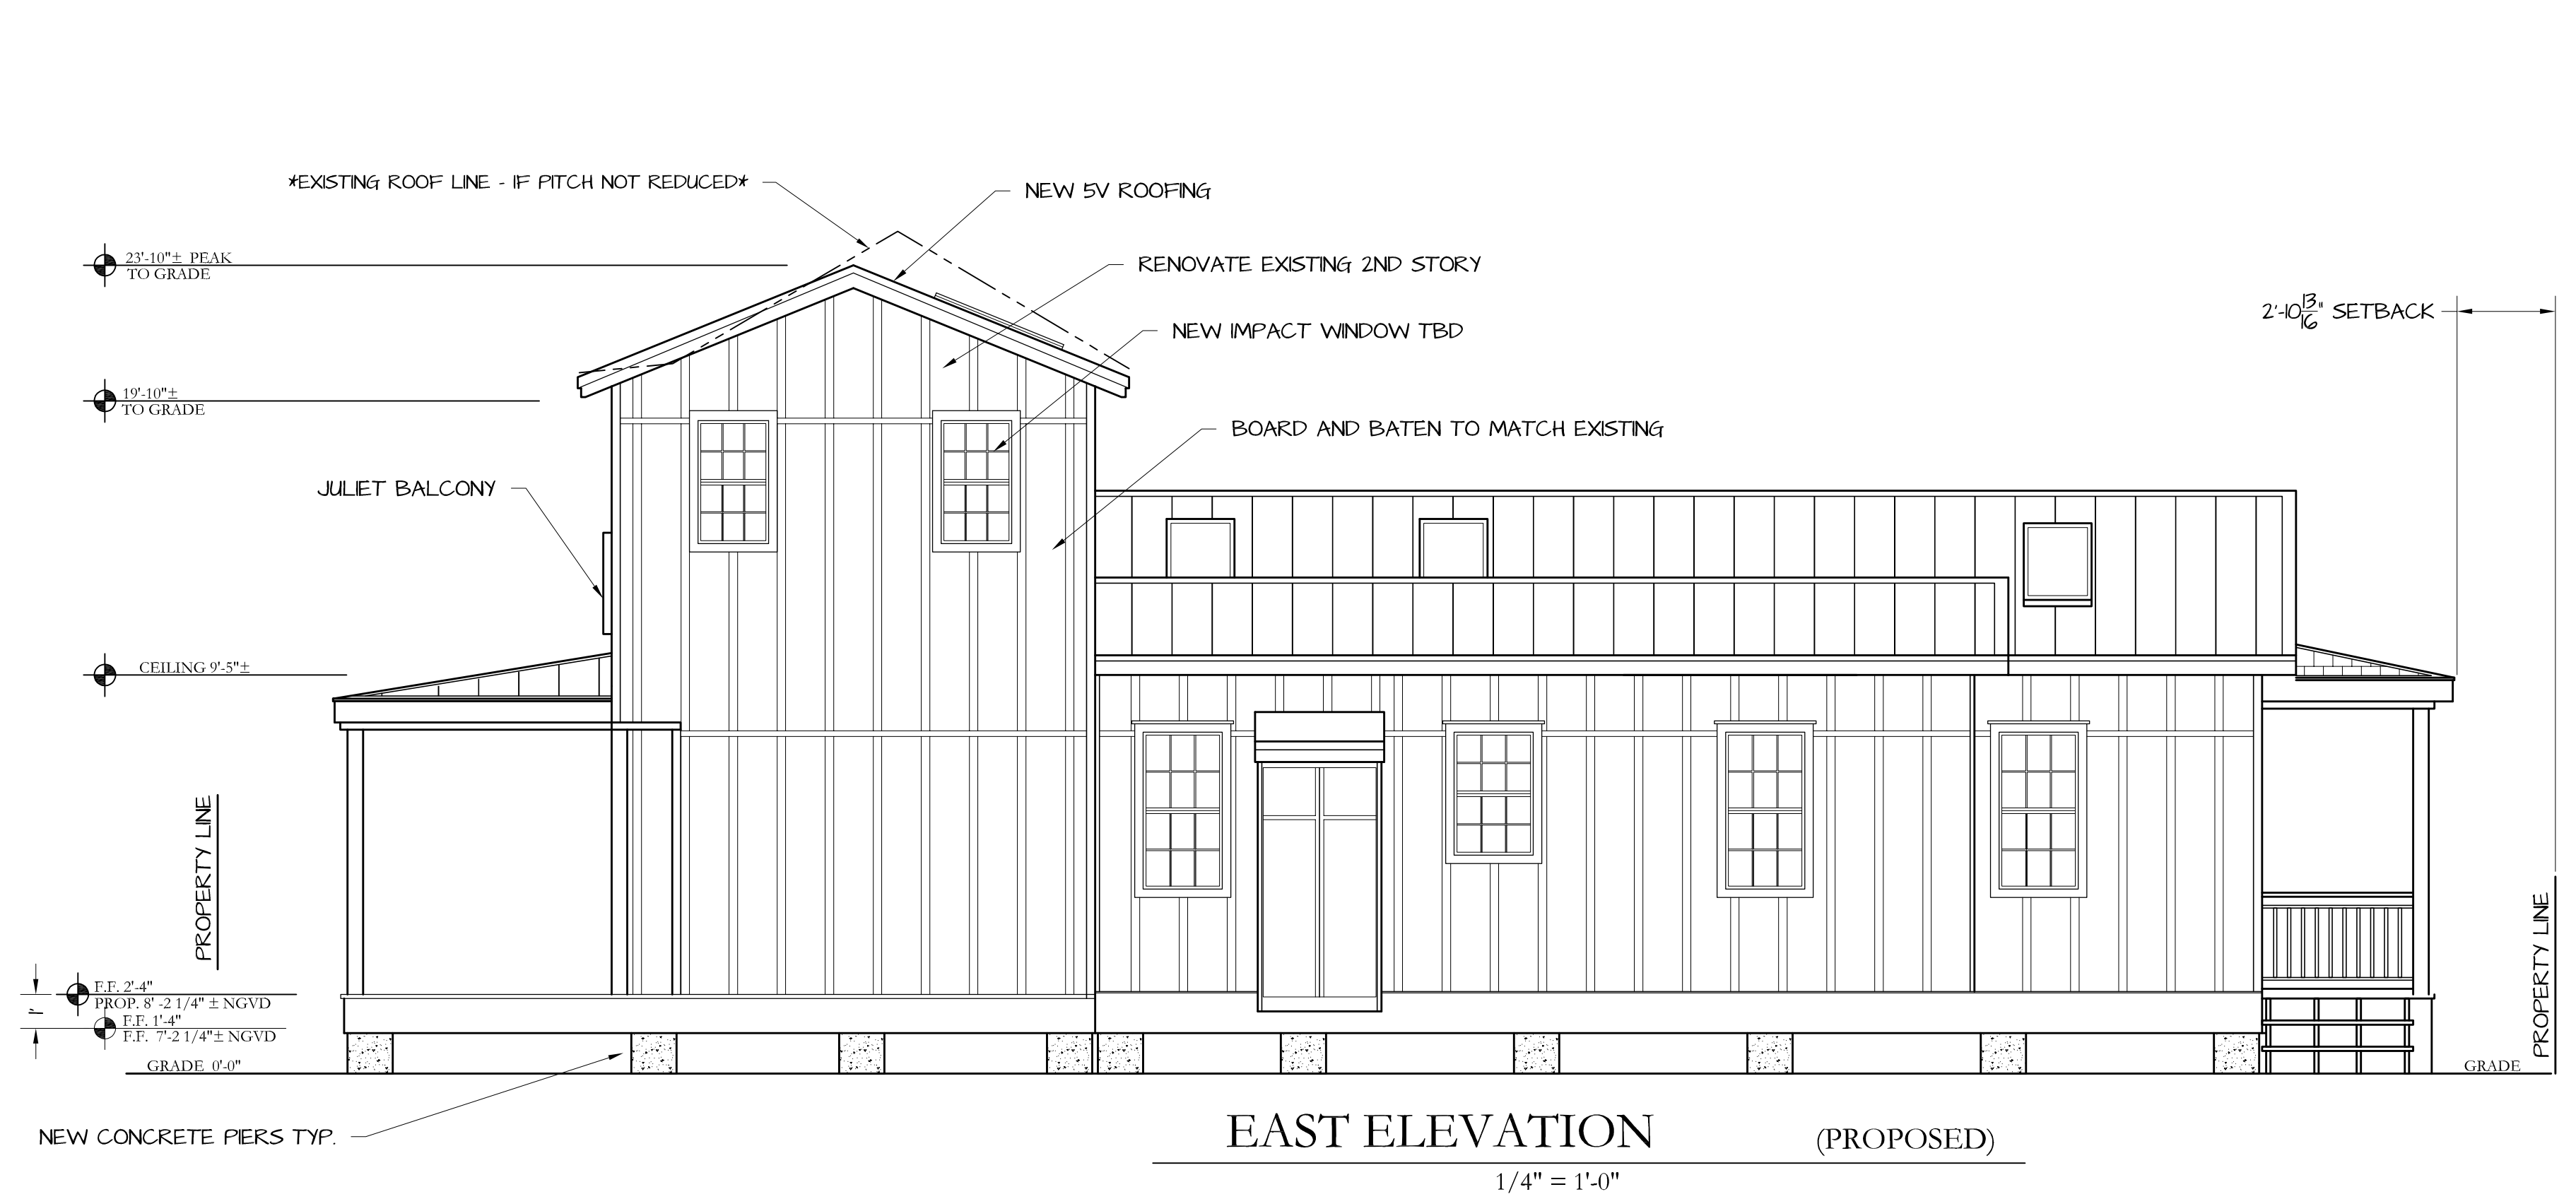 *EXISTING ROOF LINE - IF PITCH NOT REDUCED*
NEW 5V ROOFING
23'-10"± PEAK
TO GRADE
RENOVATE EXISTING 2ND STORY
2'-10 13/16" SETBACK
NEW IMPACT WINDOW TBD
19'-10"±
TO GRADE
BOARD AND BATEN TO MATCH EXISTING
JULIET BALCONY
CEILING 9'-5"±
PROPERTY LINE
PROPERTY LINE
F.F. 2'-4"
PROP. 8' -2 1/4" ± NGVD
1'
F.F. 1'-4"
F.F. 7'-2 1/4"± NGVD
GRADE 0'-0"
GRADE
NEW CONCRETE PIERS TYP.
EAST ELEVATION (PROPOSED)
1/4" = 1'-0"